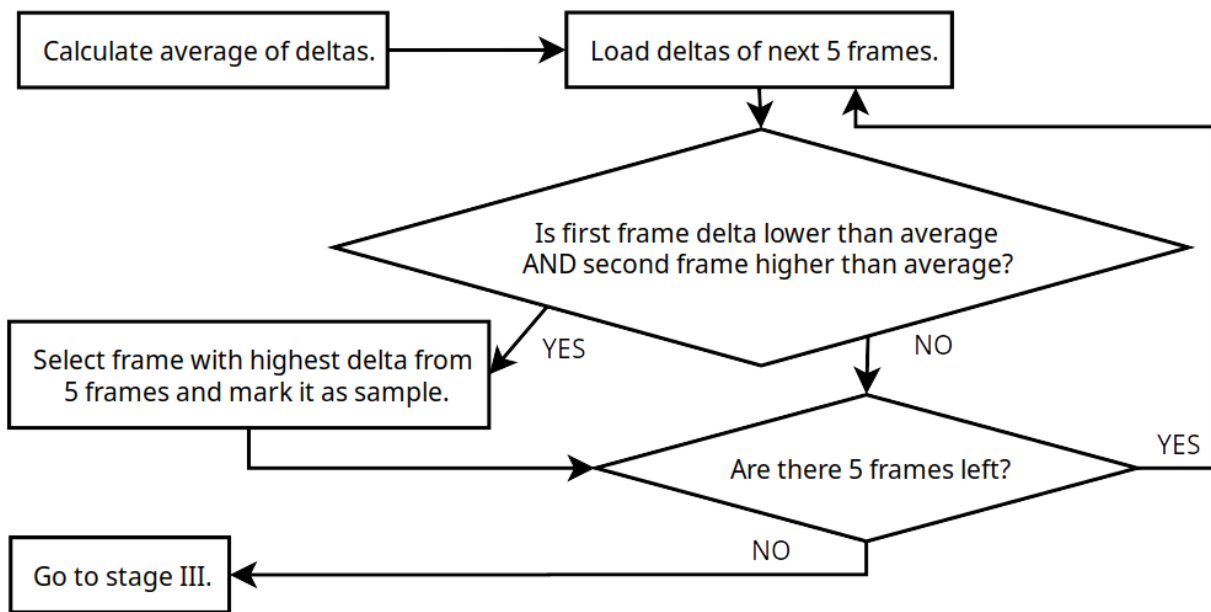 Calculate average of deltas.
Load deltas of next 5 frames.
Is first frame delta lower than average
AND second frame higher than average?
YES
NO
Select frame with highest delta from
5 frames and mark it as sample.
Are there 5 frames left?
YES
NO
Go to stage III.